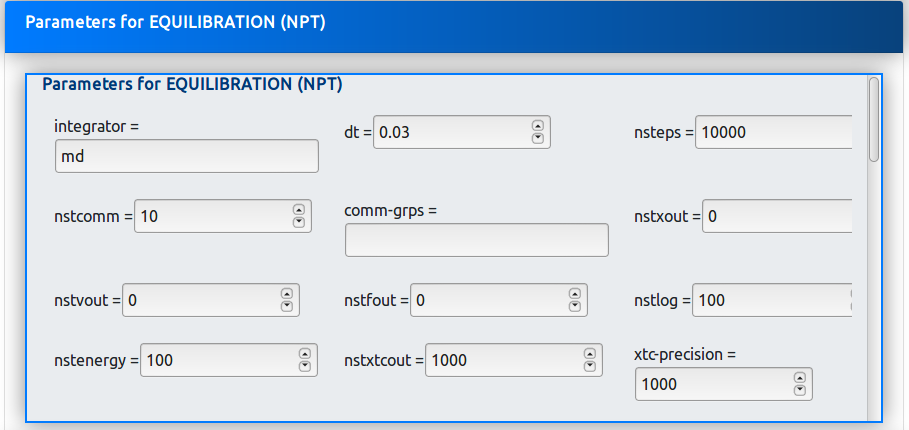 Parameters for EQUILIBRATION (NPT)
Parameters for EQUILIBRATION (NPT)
integrator =
md
dt = 0.03
nsteps = 10000
nstcomm = 10
comm-grps =
nstxout = 0
nstvout = 0
nstfout = 0
nstlog = 100
nstenergy = 100
nstxtcout = 1000
xtc-precision =
1000